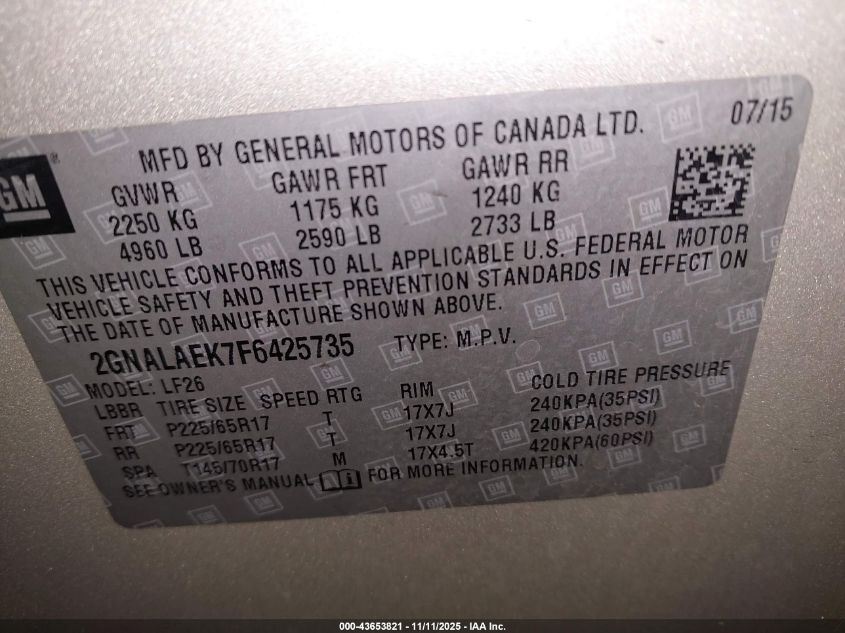 07/15
GM ®
MFD BY GENERAL MOTORS OF CANADA LTD.
GVWR GAWR FRT GAWR RR
2250 KG 1175 KG 1240 KG
4960 LB 2590 LB 2733 LB
THIS VEHICLE CONFORMS TO ALL APPLICABLE U.S. FEDERAL MOTOR
VEHICLE SAFETY AND THEFT PREVENTION STANDARDS IN EFFECT ON
THE DATE OF MANUFACTURE SHOWN ABOVE.
2GNALAEK7F6425735 TYPE: M.P.V.
MODEL: LF26
LBBR TIRE SIZE SPEED RTG RIM COLD TIRE PRESSURE
FRT P225/65R17 T 17X7J 240KPA(35PSI)
RR P225/65R17 T 17X7J 240KPA(35PSI)
SPA T145/70R17 M 17X4.5T 420KPA(60PSI)
SEE OWNER'S MANUAL i FOR MORE INFORMATION.
000-43653821 - 11/11/2025 - IAA Inc.